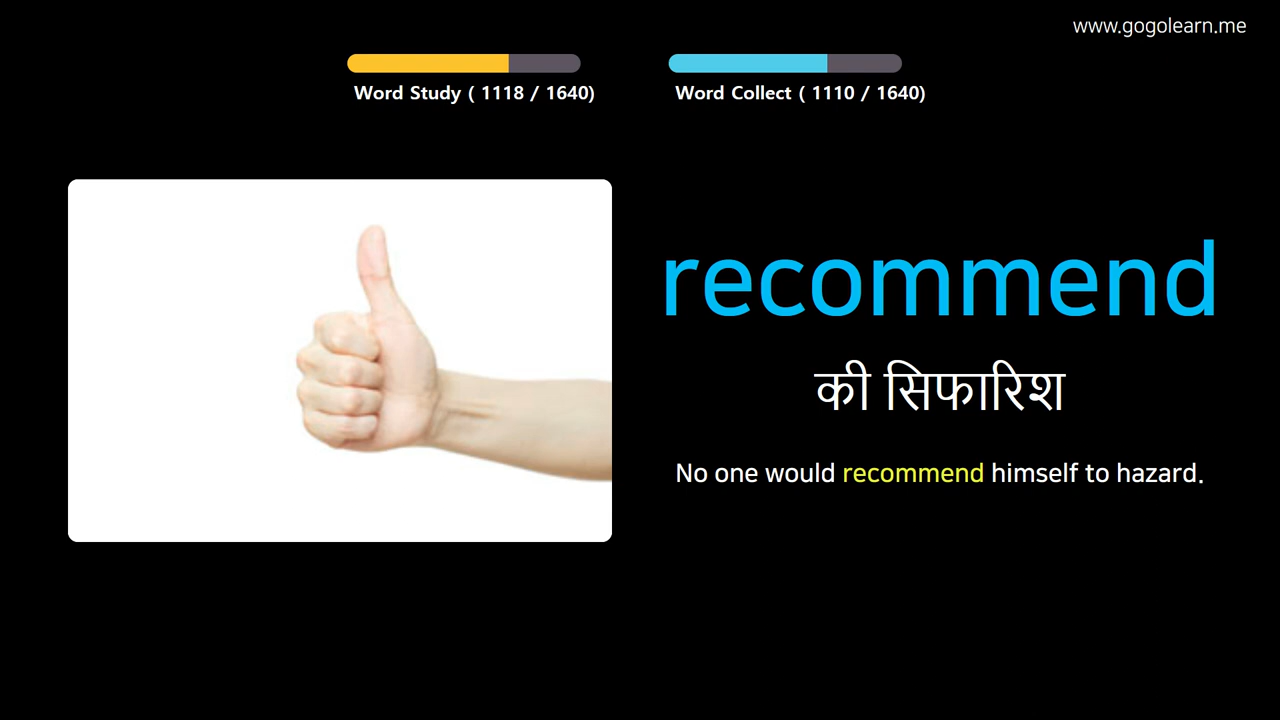 www.gogolearn.me
Word Study ( 1118 / 1640)
Word Collect ( 1110 / 1640)
recommend
की सिफारिश
No one would recommend himself to hazard.